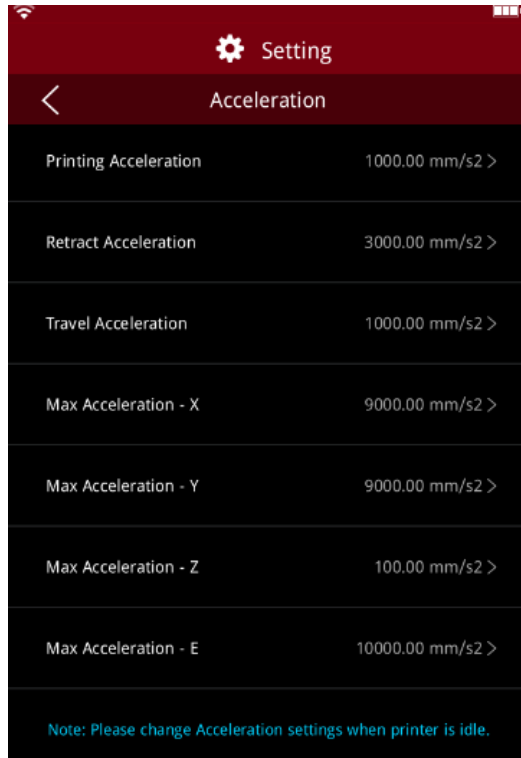 Setting
Acceleration
Printing Acceleration 1000.00 mm/s2 >
Retract Acceleration 3000.00 mm/s2 >
Travel Acceleration 1000.00 mm/s2 >
Max Acceleration - X 9000.00 mm/s2 >
Max Acceleration - Y 9000.00 mm/s2 >
Max Acceleration - Z 100.00 mm/s2 >
Max Acceleration - E 10000.00 mm/s2 >
Note: Please change Acceleration settings when printer is idle.